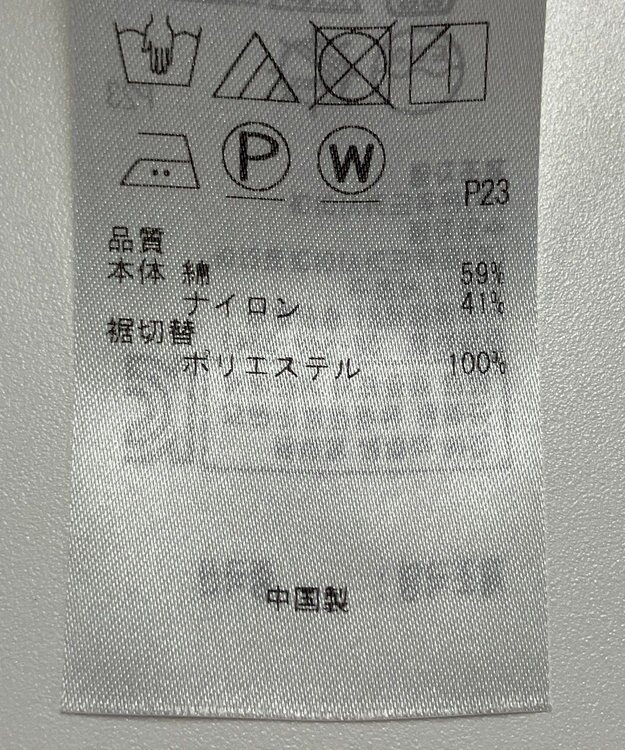 P
W
P23
品質
本体 綿 59%
ナイロン 41%
裾切替
ポリエステル 100%
中国製